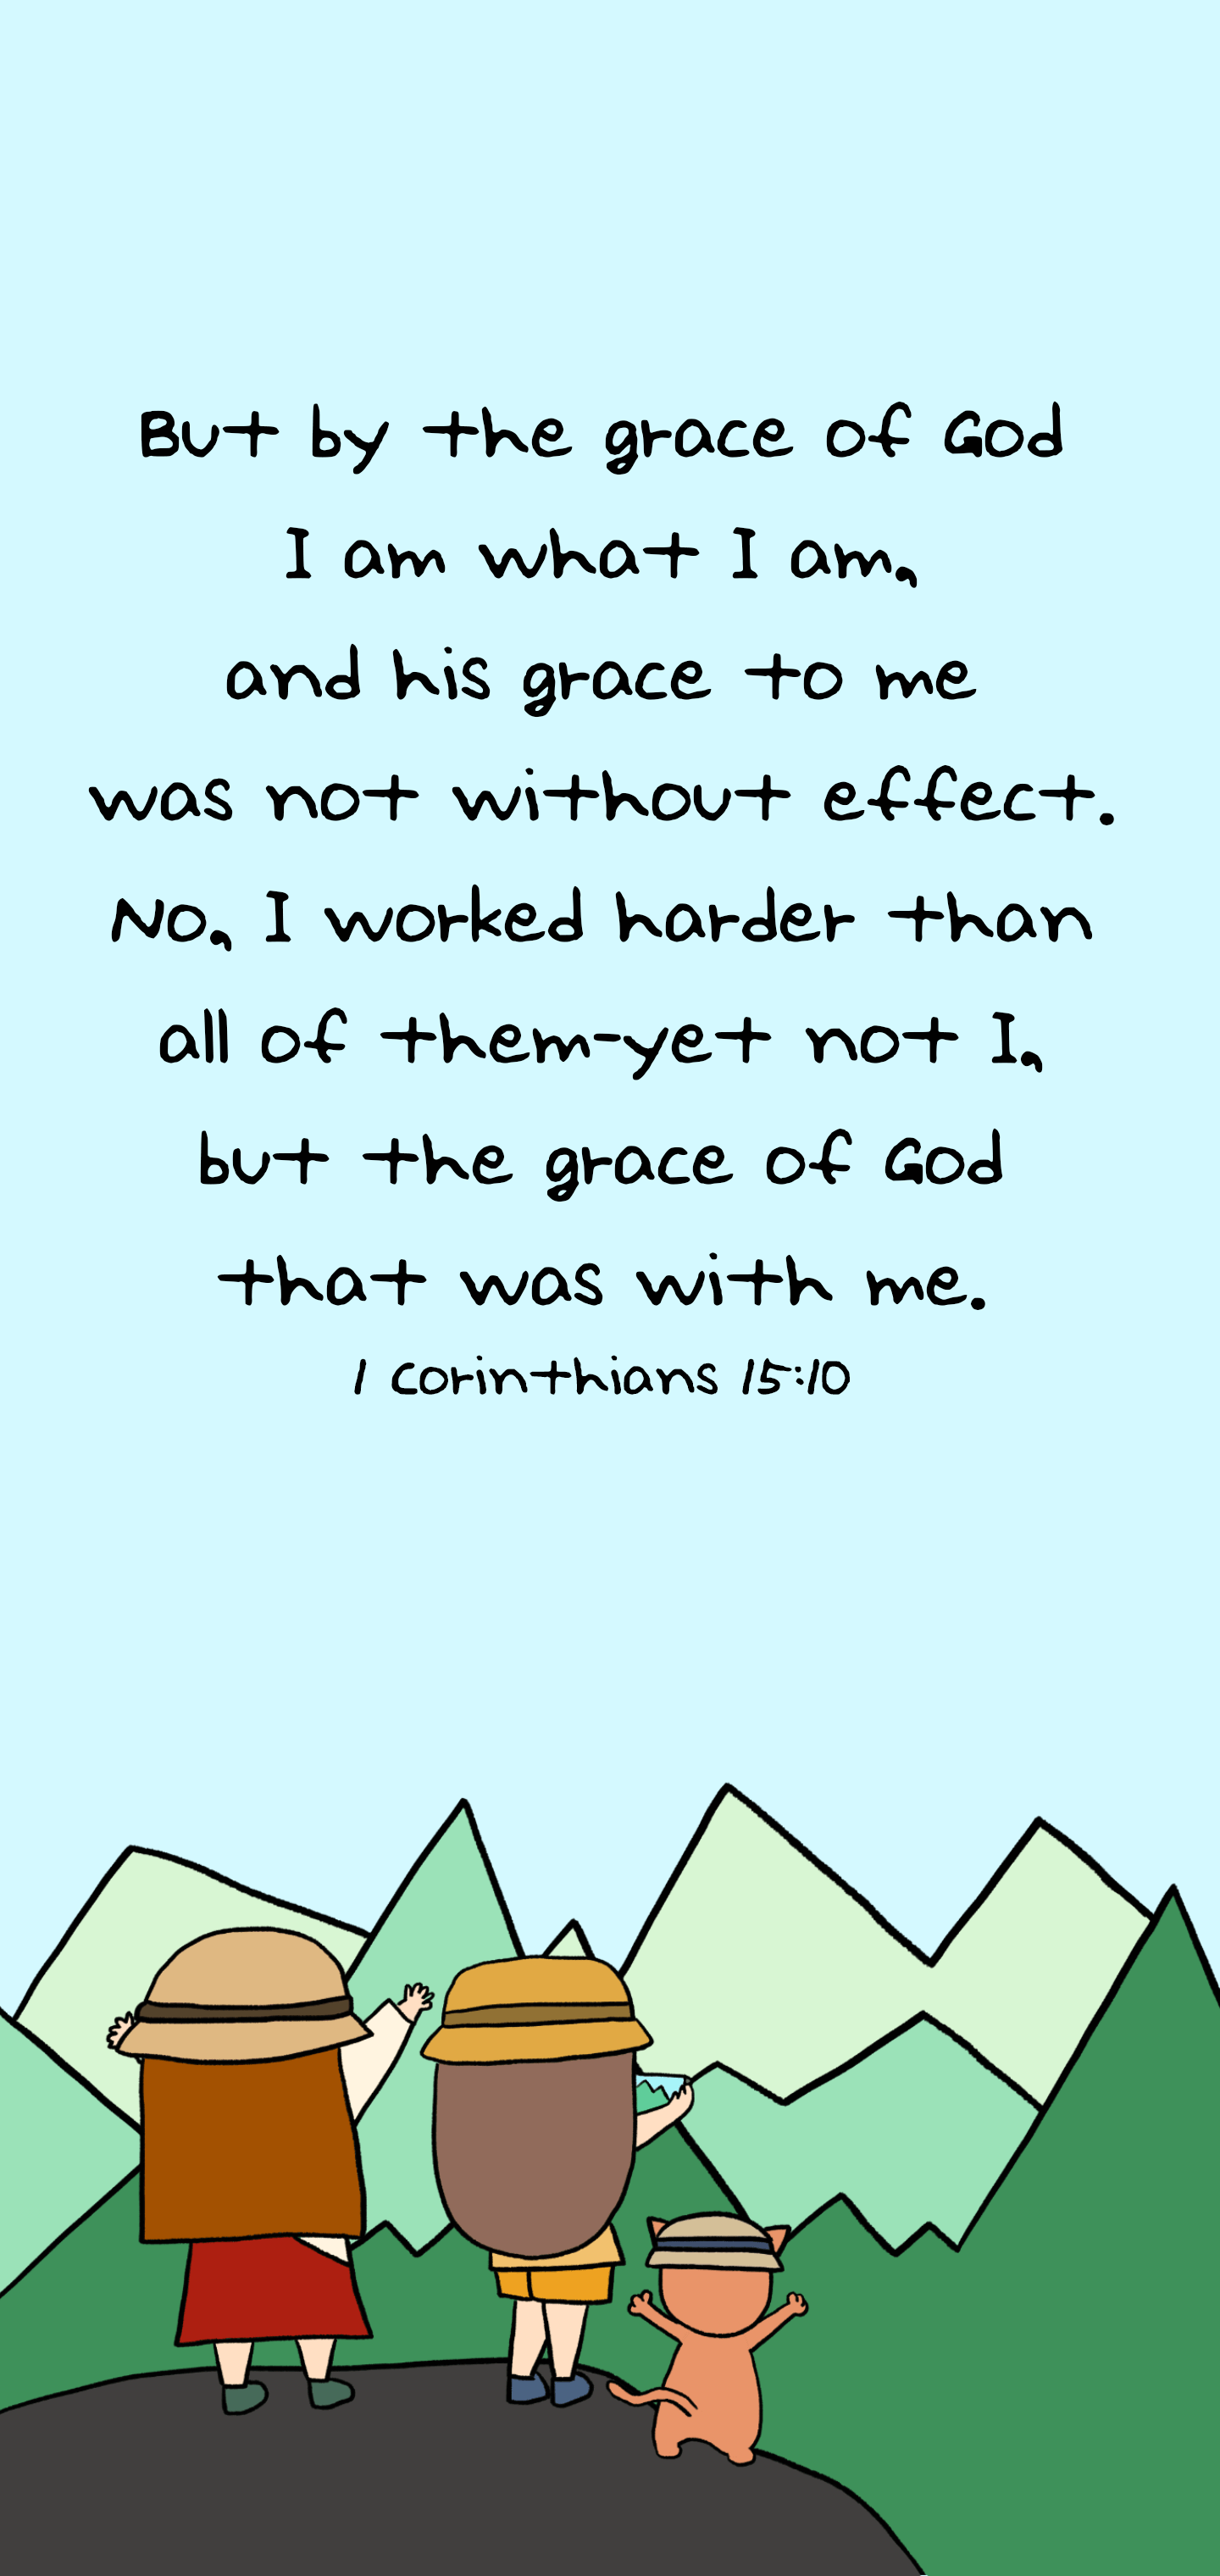 But by the grace of God
I am what I am,
and his grace to me
was not without effect.
No, I worked harder than
all of them-yet not I,
but the grace of God
that was with me.
1 Corinthians 15:10